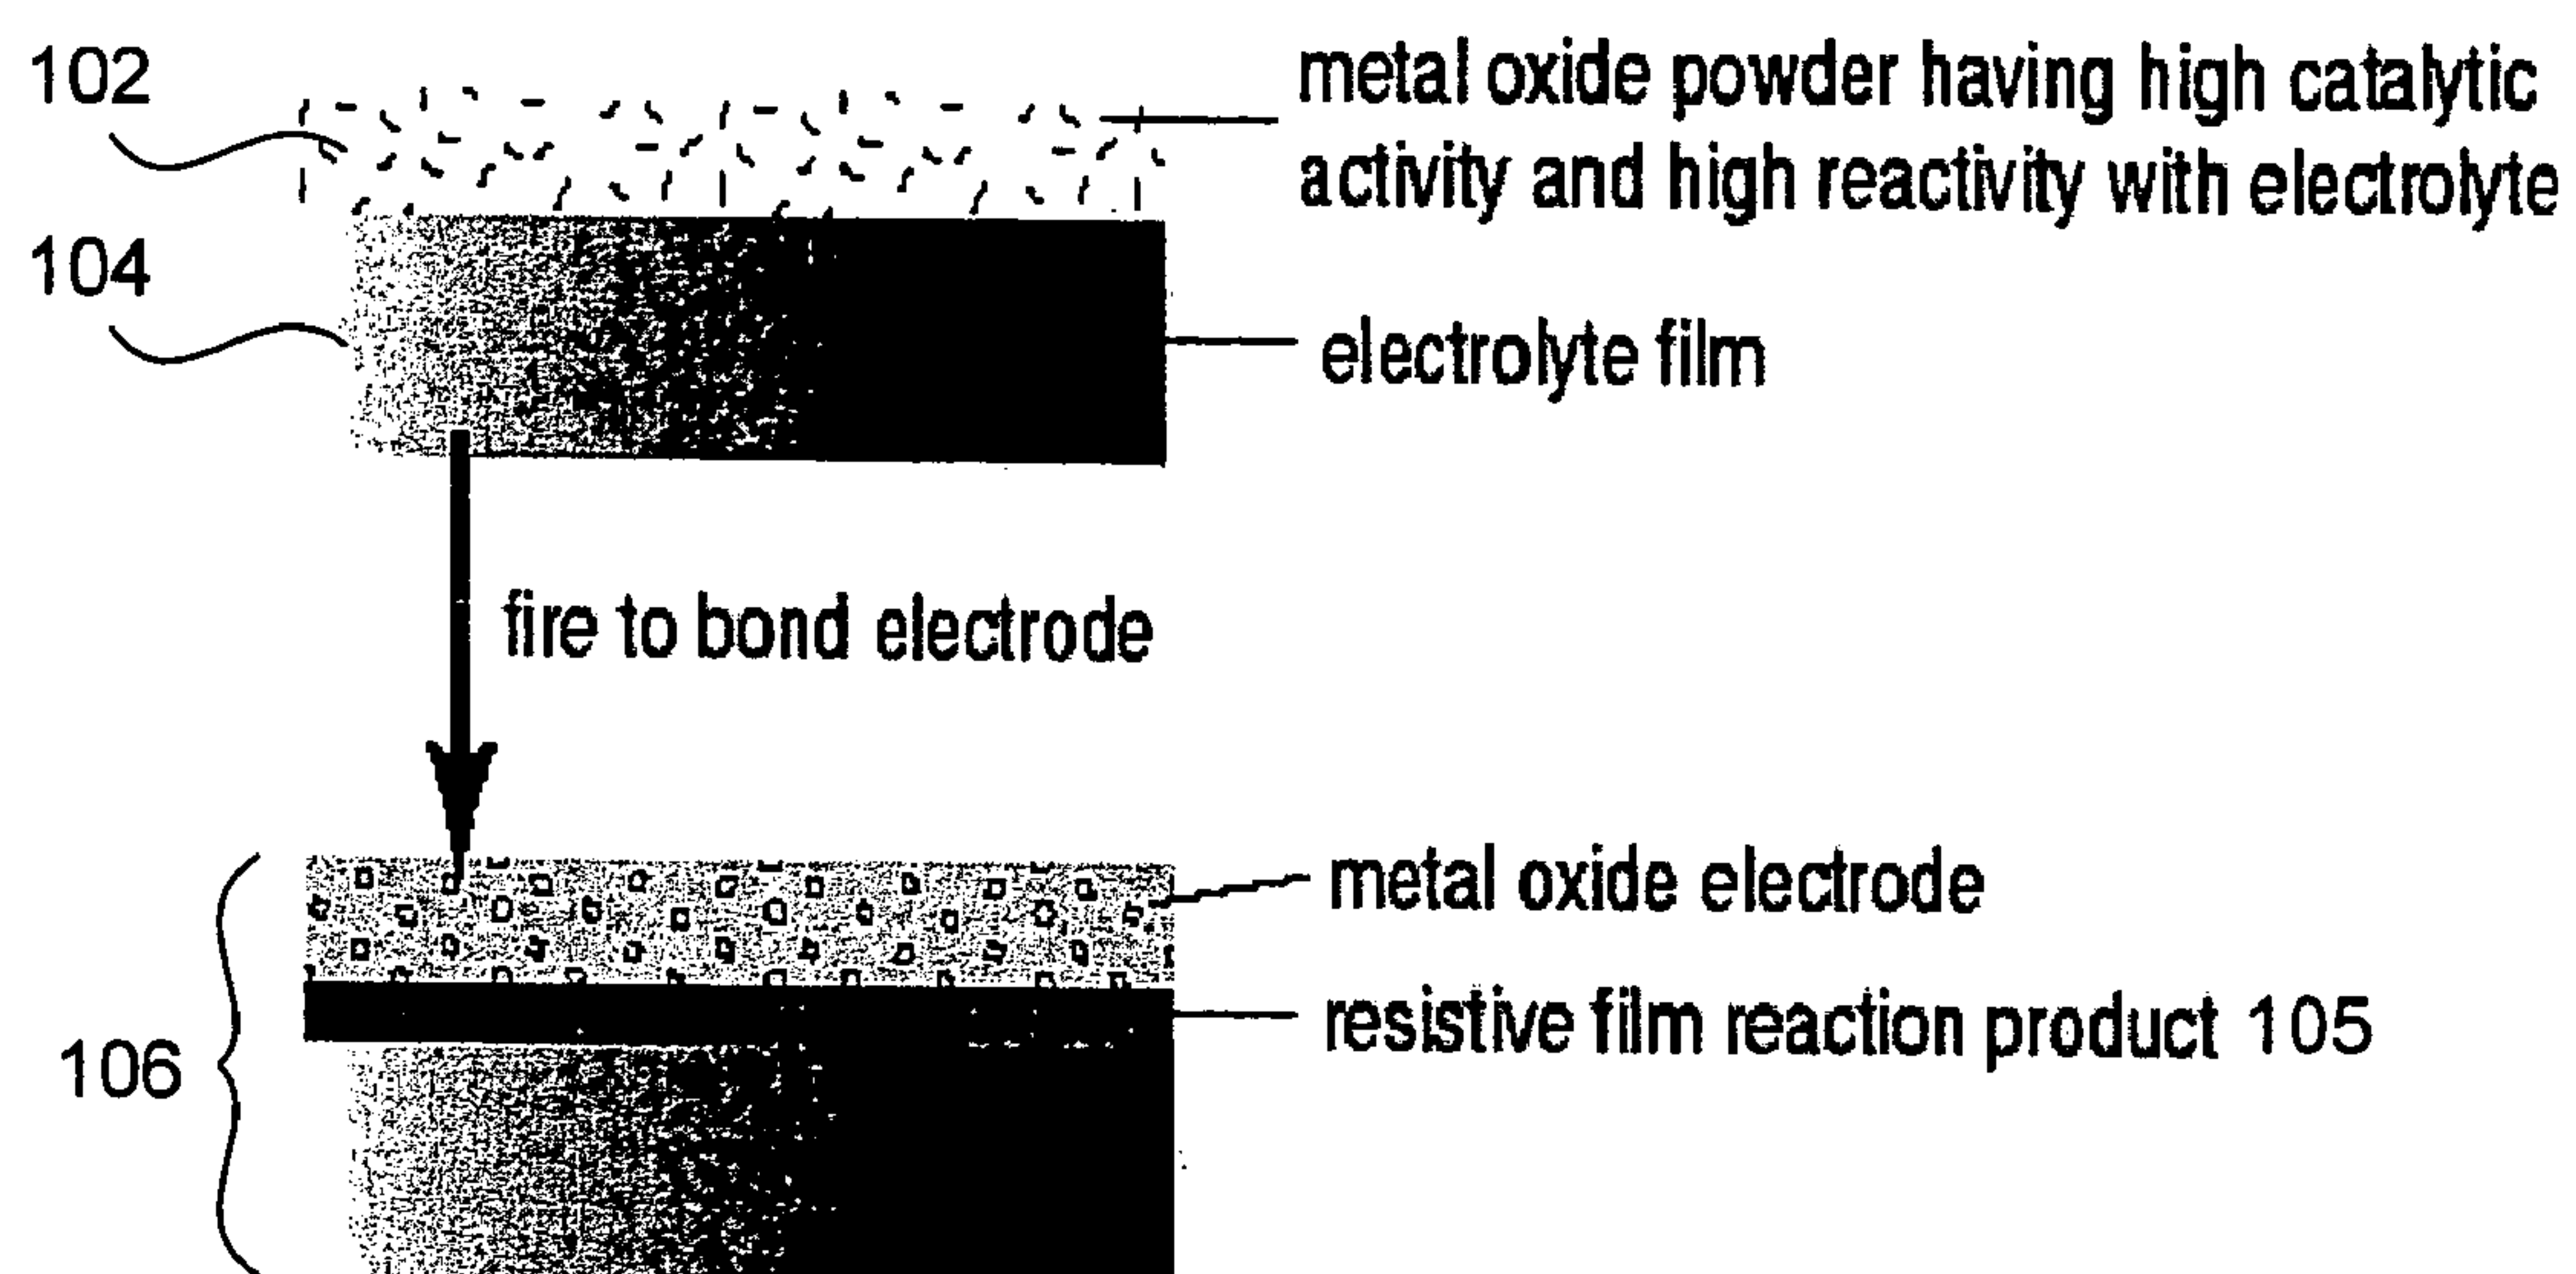 102
metal oxide powder having high catalytic
activity and high reactivity with electrolyte
104
electrolyte film
fire to bond electrode
metal oxide electrode
resistive film reaction product 105
106